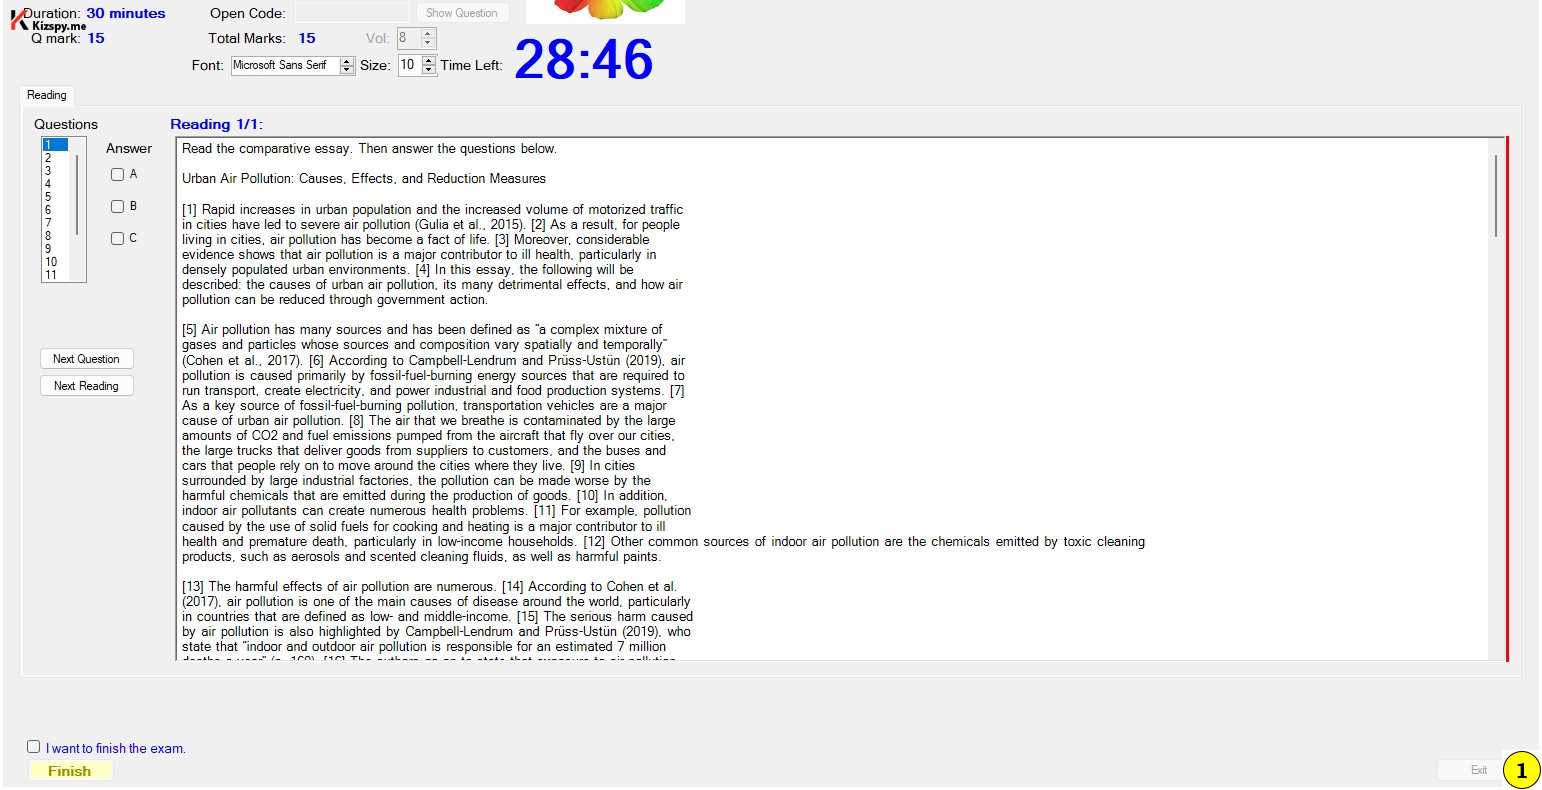 Duration: 30 minutes
Open Code:
Show Question
Kizspy.me
Q mark: 15
Total Marks: 15
Vol: 8
Font: Microsoft Sans Serif
Size: 10
Time Left: 28:46
Reading
Questions
1
2
3
4
5
6
7
8
9
10
11
Answer
A
B
C
Next Question
Next Reading
Reading 1/1:
Read the comparative essay. Then answer the questions below.
Urban Air Pollution: Causes, Effects, and Reduction Measures
[1] Rapid increases in urban population and the increased volume of motorized traffic
in cities have led to severe air pollution (Gulia et al., 2015). [2] As a result, for people
living in cities, air pollution has become a fact of life. [3] Moreover, considerable
evidence shows that air pollution is a major contributor to ill health, particularly in
densely populated urban environments. [4] In this essay, the following will be
described: the causes of urban air pollution, its many detrimental effects, and how air
pollution can be reduced through government action.
[5] Air pollution has many sources and has been defined as "a complex mixture of
gases and particles whose sources and composition vary spatially and temporally"
(Cohen et al., 2017). [6] According to Campbell-Lendrum and Prüss-Ustün (2019), air
pollution is caused primarily by fossil-fuel-burning energy sources that are required to
run transport, create electricity, and power industrial and food production systems. [7]
As a key source of fossil-fuel-burning pollution, transportation vehicles are a major
cause of urban air pollution. [8] The air that we breathe is contaminated by the large
amounts of CO2 and fuel emissions pumped from the aircraft that fly over our cities,
the large trucks that deliver goods from suppliers to customers, and the buses and
cars that people rely on to move around the cities where they live. [9] In cities
surrounded by large industrial factories, the pollution can be made worse by the
harmful chemicals that are emitted during the production of goods. [10] In addition,
indoor air pollutants can create numerous health problems. [11] For example, pollution
caused by the use of solid fuels for cooking and heating is a major contributor to ill
health and premature death, particularly in low-income households. [12] Other common sources of indoor air pollution are the chemicals emitted by toxic cleaning
products, such as aerosols and scented cleaning fluids, as well as harmful paints.
[13] The harmful effects of air pollution are numerous. [14] According to Cohen et al.
(2017), air pollution is one of the main causes of disease around the world, particularly
in countries that are defined as low- and middle-income. [15] The serious harm caused
by air pollution is also highlighted by Campbell-Lendrum and Prüss-Ustün (2019), who
state that "indoor and outdoor air pollution is responsible for an estimated 7 million
deaths a year" (p. 160). [16] The authors go on to state that exposure to air pollution
I want to finish the exam.
Finish
Exit
1